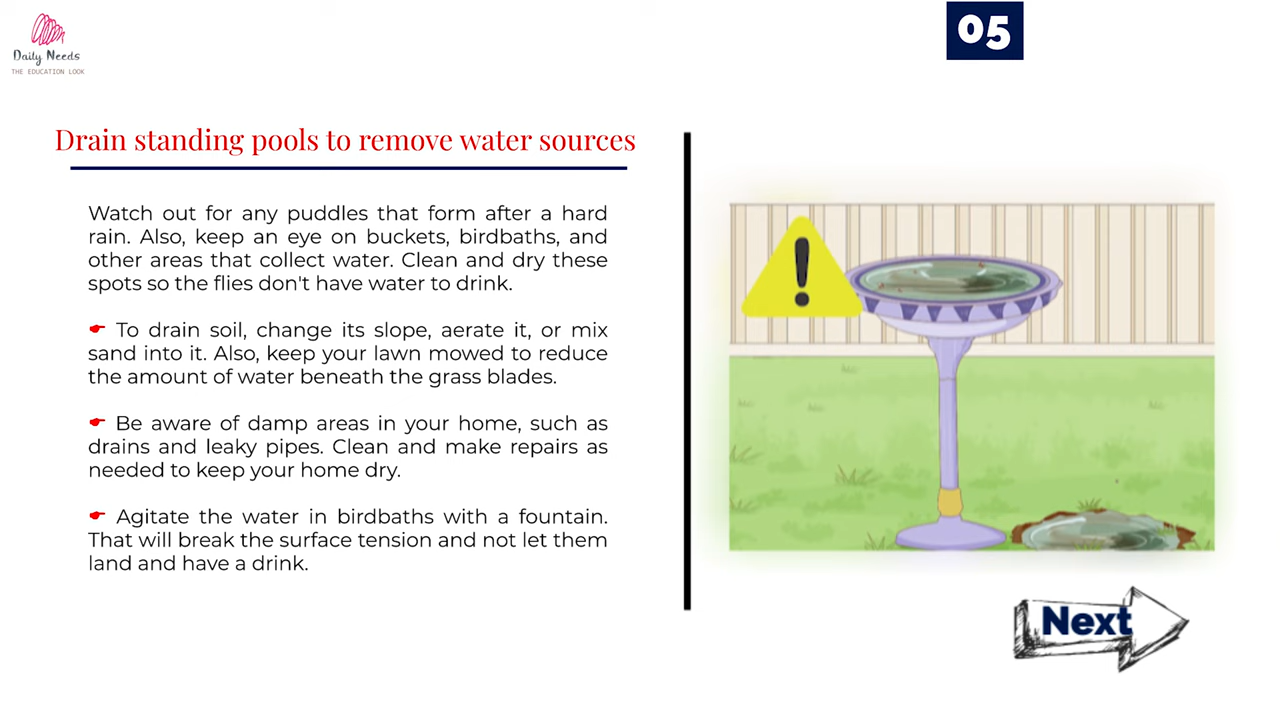 Daily Needs
THE EDUCATION LOOK
05
Drain standing pools to remove water sources
Watch out for any puddles that form after a hard
rain. Also, keep an eye on buckets, birdbaths, and
other areas that collect water. Clean and dry these
spots so the flies don't have water to drink.
☛ To drain soil, change its slope, aerate it, or mix
sand into it. Also, keep your lawn mowed to reduce
the amount of water beneath the grass blades.
☛ Be aware of damp areas in your home, such as
drains and leaky pipes. Clean and make repairs as
needed to keep your home dry.
☛ Agitate the water in birdbaths with a fountain.
That will break the surface tension and not let them
land and have a drink.
!
Next